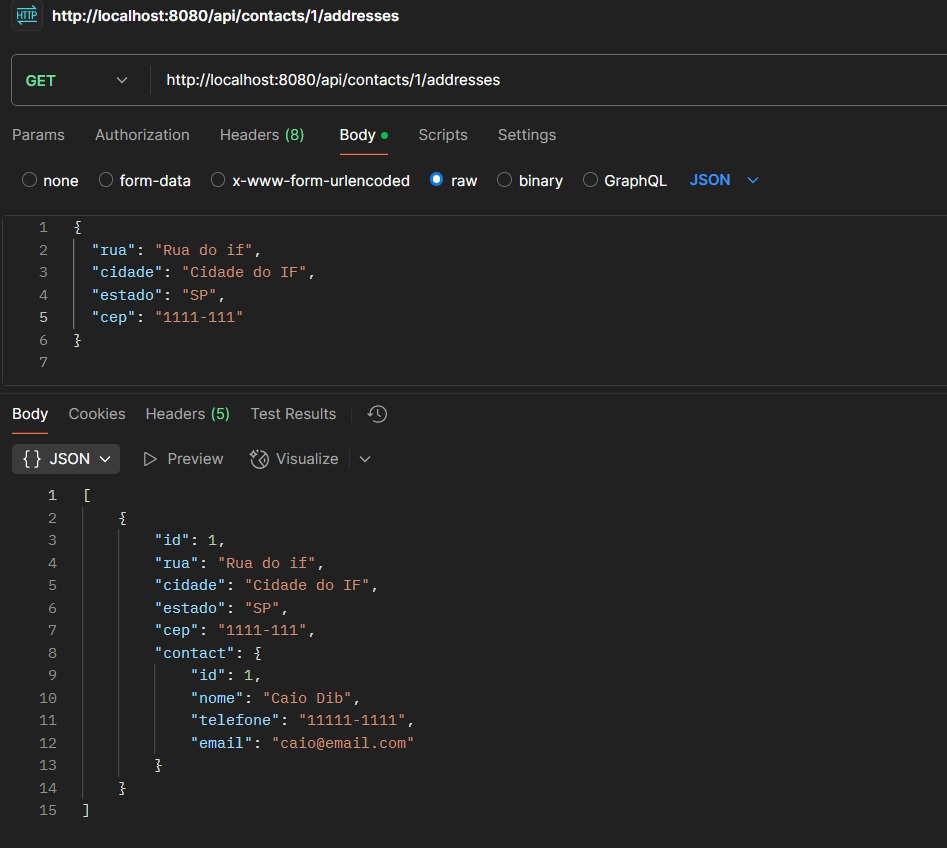 HTTP http://localhost:8080/api/contacts/1/addresses
GET http://localhost:8080/api/contacts/1/addresses
Params Authorization Headers (8) Body Scripts Settings
none form-data x-www-form-urlencoded raw binary GraphQL JSON
1 {
2 "rua": "Rua do if",
3 "cidade": "Cidade do IF",
4 "estado": "SP",
5 "cep": "1111-111"
6 }
7
Body Cookies Headers (5) Test Results
{} JSON Preview Visualize
1 [
2 {
3 "id": 1,
4 "rua": "Rua do if",
5 "cidade": "Cidade do IF",
6 "estado": "SP",
7 "cep": "1111-111",
8 "contact": {
9 "id": 1,
10 "nome": "Caio Dib",
11 "telefone": "11111-1111",
12 "email": "caio@email.com"
13 }
14 }
15 ]